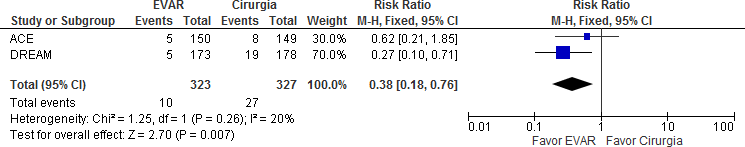 EVAR Cirurgia Risk Ratio Risk Ratio
Study or Subgroup Events Total Events Total Weight M-H, Fixed, 95% CI M-H, Fixed, 95% CI
ACE 5 150 8 149 30.0% 0.62 [0.21, 1.85]
DREAM 5 173 19 178 70.0% 0.27 [0.10, 0.71]
Total (95% CI) 323 327 100.0% 0.38 [0.18, 0.76]
Total events 10 27
Heterogeneity: Chi² = 1.25, df = 1 (P = 0.26); I² = 20%
Test for overall effect: Z = 2.70 (P = 0.007)
0.01 0.1 1 10 100
Favor EVAR Favor Cirurgia